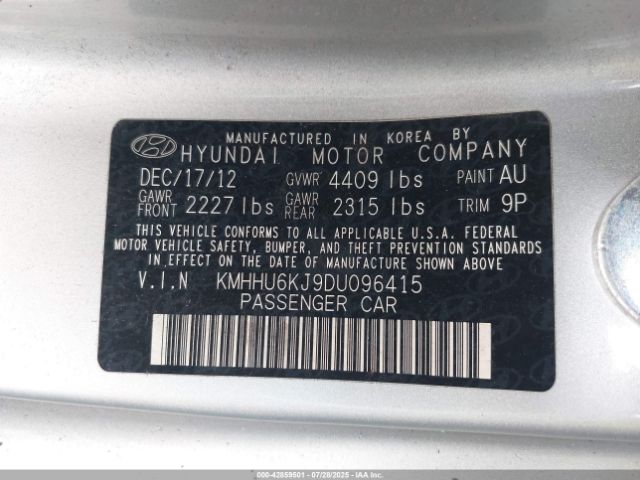 MANUFACTURED IN KOREA BY
HYUNDAI MOTOR COMPANY
DEC/17/12 GVWR 4409 lbs PAINT AU
GAWR FRONT 2227 lbs GAWR REAR 2315 lbs TRIM 9P
THIS VEHICLE CONFORMS TO ALL APPLICABLE U.S.A. FEDERAL
MOTOR VEHICLE SAFETY, BUMPER, AND THEFT PREVENTION STANDARDS
IN EFFECT ON THE DATE OF MANUFACTURE SHOWN ABOVE
V.I.N KMHHU6KJ9DU096415
PASSENGER CAR
000-42859501 - 07/28/2025 - IAAI.COM